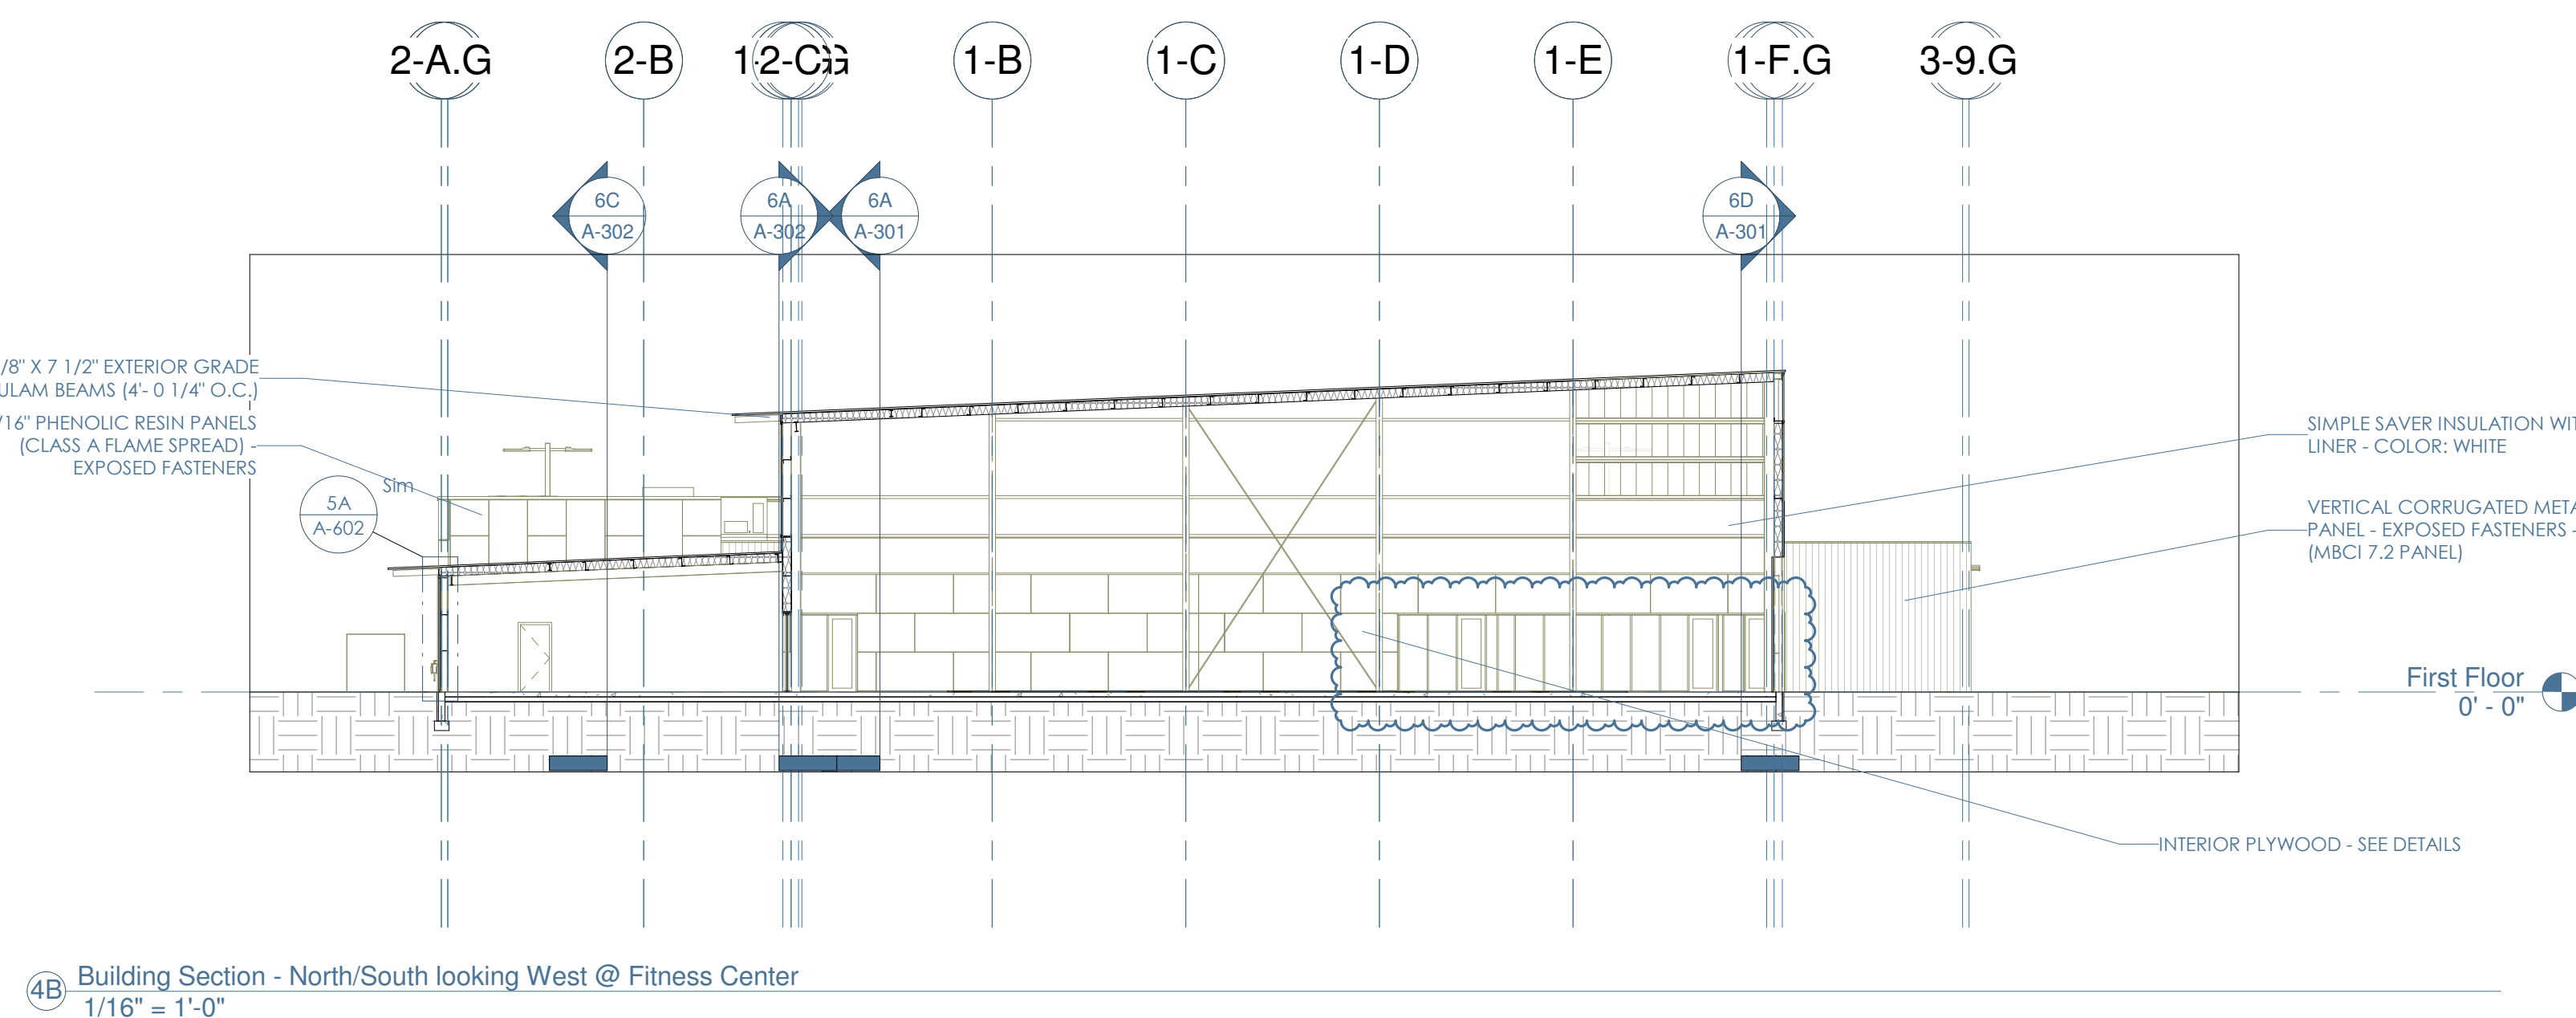 2-A.G
2-B
2-C
1-B
1-C
1-D
1-E
1-F.G
3-9.G
6C
A-302
6A
A-302
6A
A-301
6D
A-301
/8" X 7 1/2" EXTERIOR GRADE
ULAM BEAMS (4'- 0 1/4" O.C.)
/16" PHENOLIC RESIN PANELS
(CLASS A FLAME SPREAD) -
EXPOSED FASTENERS
Sim
5A
A-602
SIMPLE SAVER INSULATION WIT
LINER - COLOR: WHITE
VERTICAL CORRUGATED META
PANEL - EXPOSED FASTENERS -
(MBCI 7.2 PANEL)
First Floor
0' - 0"
INTERIOR PLYWOOD - SEE DETAILS
4B
Building Section - North/South looking West @ Fitness Center
1/16" = 1'-0"